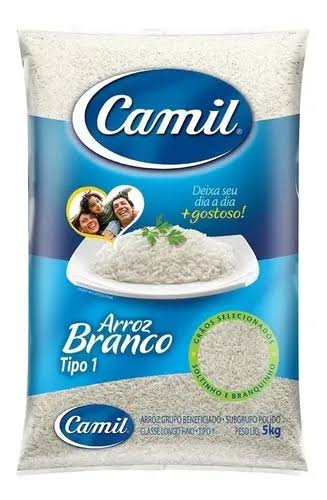 Camil®
Deixa seu
dia a dia
+gostoso!
Arroz
Branco
Tipo 1
GRÃOS SELECIONADOS
SOLTINHO E BRANQUINHO
Camil®
ARROZ GRUPO BENEFICIADO - SUBGRUPO POLIDO
CLASSE LONGO FINO - TIPO 1 PESO LÍQ. 5kg